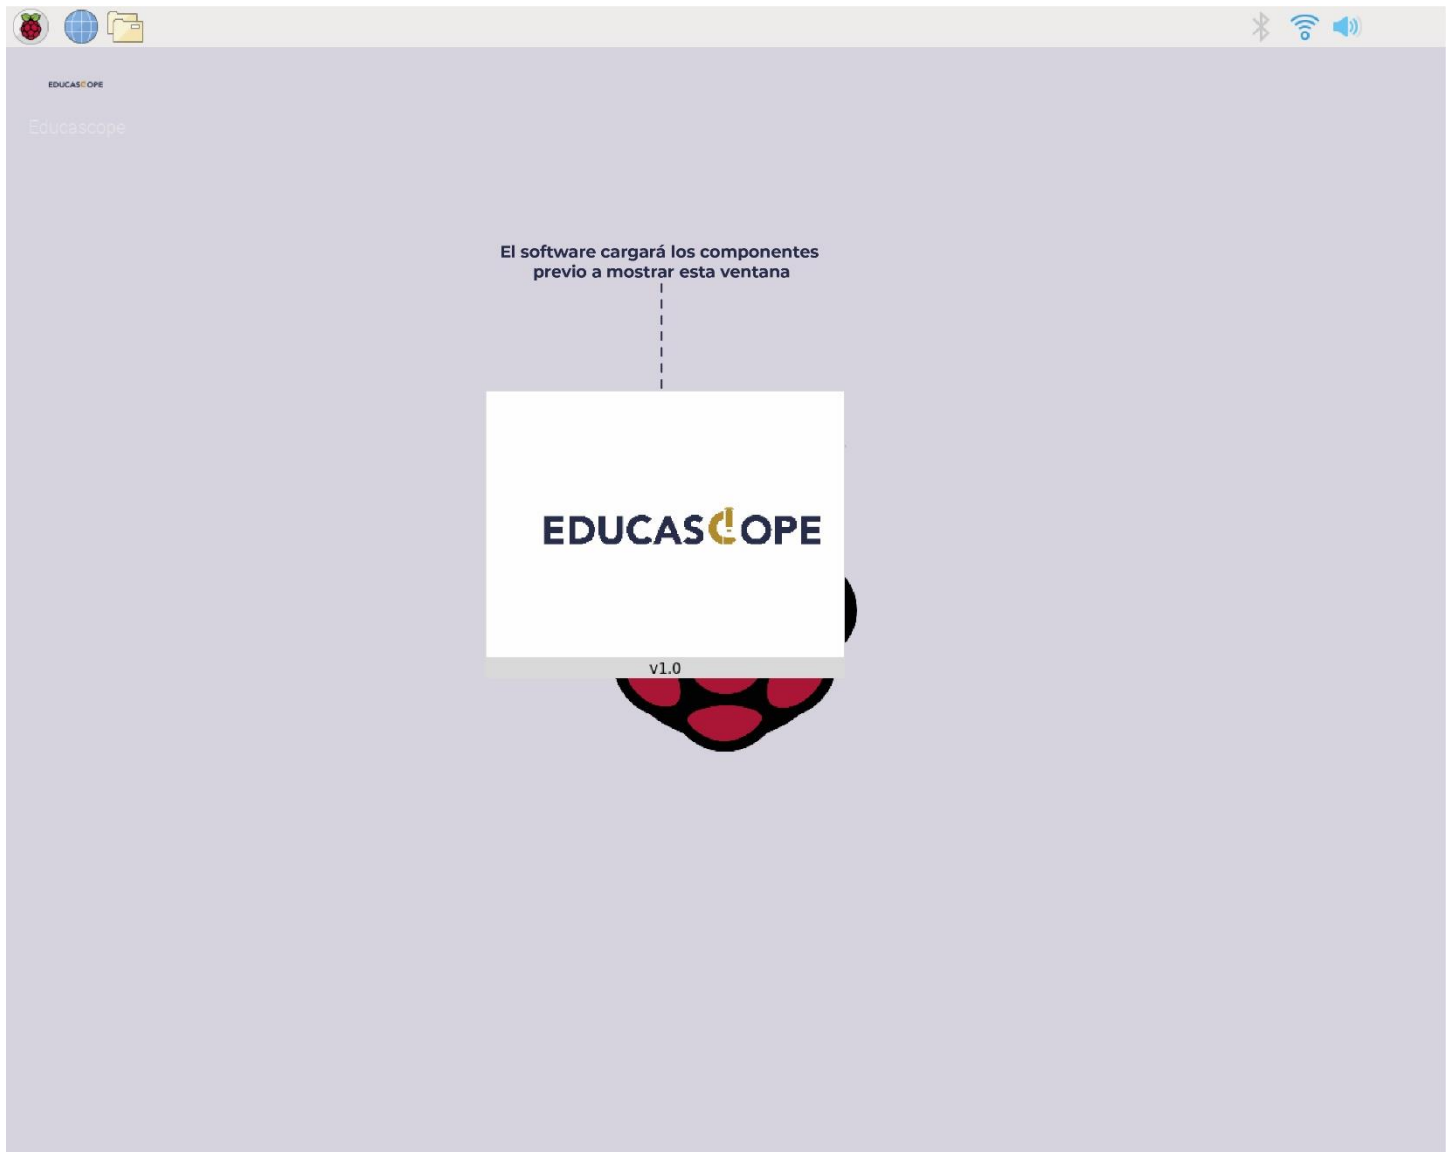 EDUCASCOPE
Educascope
El software cargará los componentes
previo a mostrar esta ventana
EDUCASCOPE
v1.0